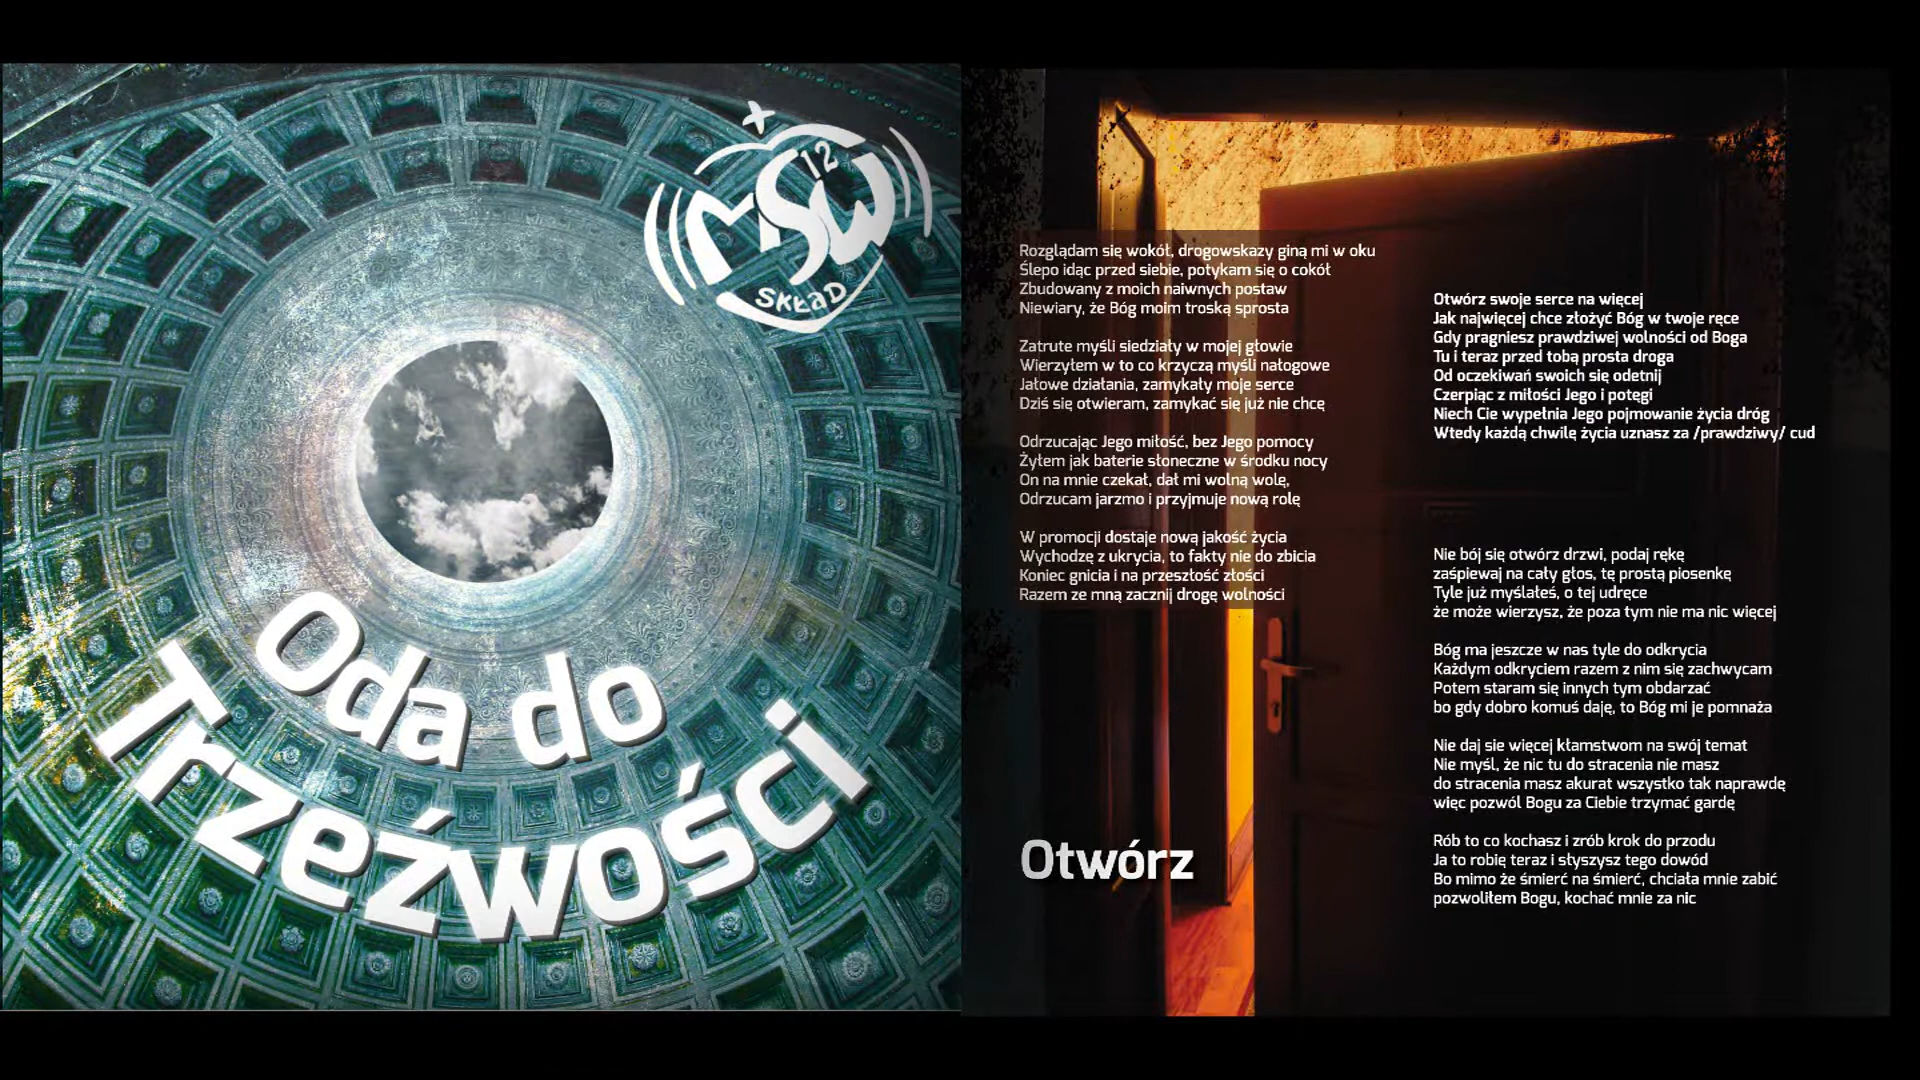 MSW
12
SKŁAD
Oda do
Trzeźwości
Rozglądam się wokół, drogowskazy giną mi w oku
Ślepo idąc przed siebie, potykam się o cokół
Zbudowany z moich naiwnych postaw
Niewiary, że Bóg moim troską sprosta

Zatrute myśli siedziały w mojej głowie
Wierzyłem w to co krzyczą myśli nałogowe
Jałowe działania, zamykały moje serce
Dziś się otwieram, zamykać się już nie chcę

Odrzucając Jego miłość, bez Jego pomocy
Żyłem jak baterie słoneczne w środku nocy
On na mnie czekał, dał mi wolną wolę,
Odrzucam jarzmo i przyjmuje nową rolę

W promocji dostaje nową jakość życia
Wychodzę z ukrycia, to fakty nie do zbicia
Koniec gnicia i na przeszłość złości
Razem ze mną zacznij drogę wolności

Otwórz

Otwórz swoje serce na więcej
Jak najwięcej chce złożyć Bóg w twoje ręce
Gdy pragniesz prawdziwej wolności od Boga
Tu i teraz przed tobą prosta droga
Od oczekiwań swoich się odetnij
Czerpiąc z miłości Jego i potęgi
Niech Cie wypełnia Jego pojmowanie życia dróg
Wtedy każdą chwilę życia uznasz za /prawdziwy/ cud

Nie bój się otwórz drzwi, podaj rękę
zaśpiewaj na cały głos, tę prostą piosenkę
Tyle już myślałeś, o tej udręce
że może wierzysz, że poza tym nie ma nic więcej

Bóg ma jeszcze w nas tyle do odkrycia
Każdym odkryciem razem z nim się zachwycam
Potem staram się innych tym obdarzać
bo gdy dobro komuś daję, to Bóg mi je pomnaża

Nie daj sie więcej kłamstwom na swój temat
Nie myśl, że nic tu do stracenia nie masz
do stracenia masz akurat wszystko tak naprawdę
więc pozwól Bogu za Ciebie trzymać gardę

Rób to co kochasz i zrób krok do przodu
Ja to robię teraz i słyszysz tego dowód
Bo mimo że śmierć na śmierć, chciała mnie zabić
pozwoliłem Bogu, kochać mnie za nic